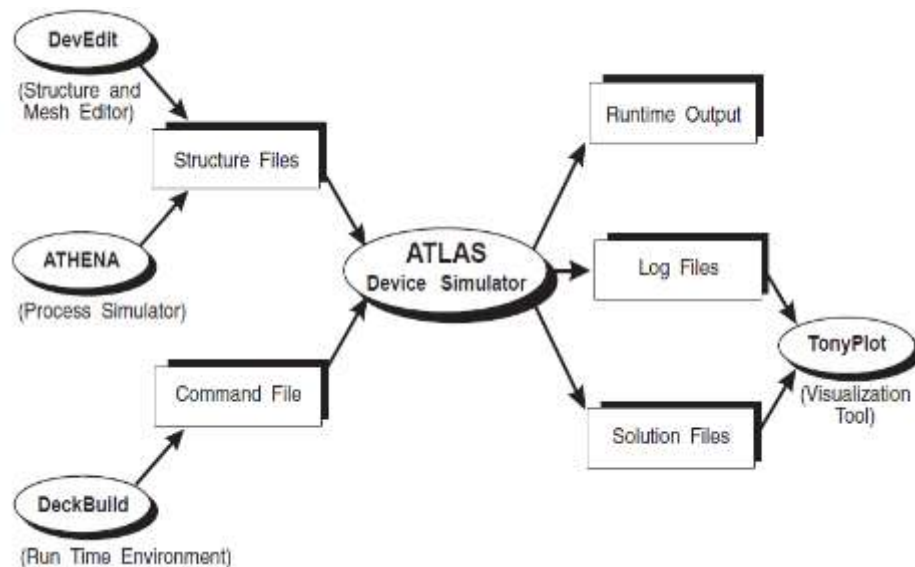 DevEdit
(Structure and
Mesh Editor)
Structure Files
ATHENA
(Process Simulator)
Command File
DeckBuild
(Run Time Environment)
ATLAS
Device Simulator
Runtime Output
Log Files
Solution Files
TonyPlot
(Visualization
Tool)